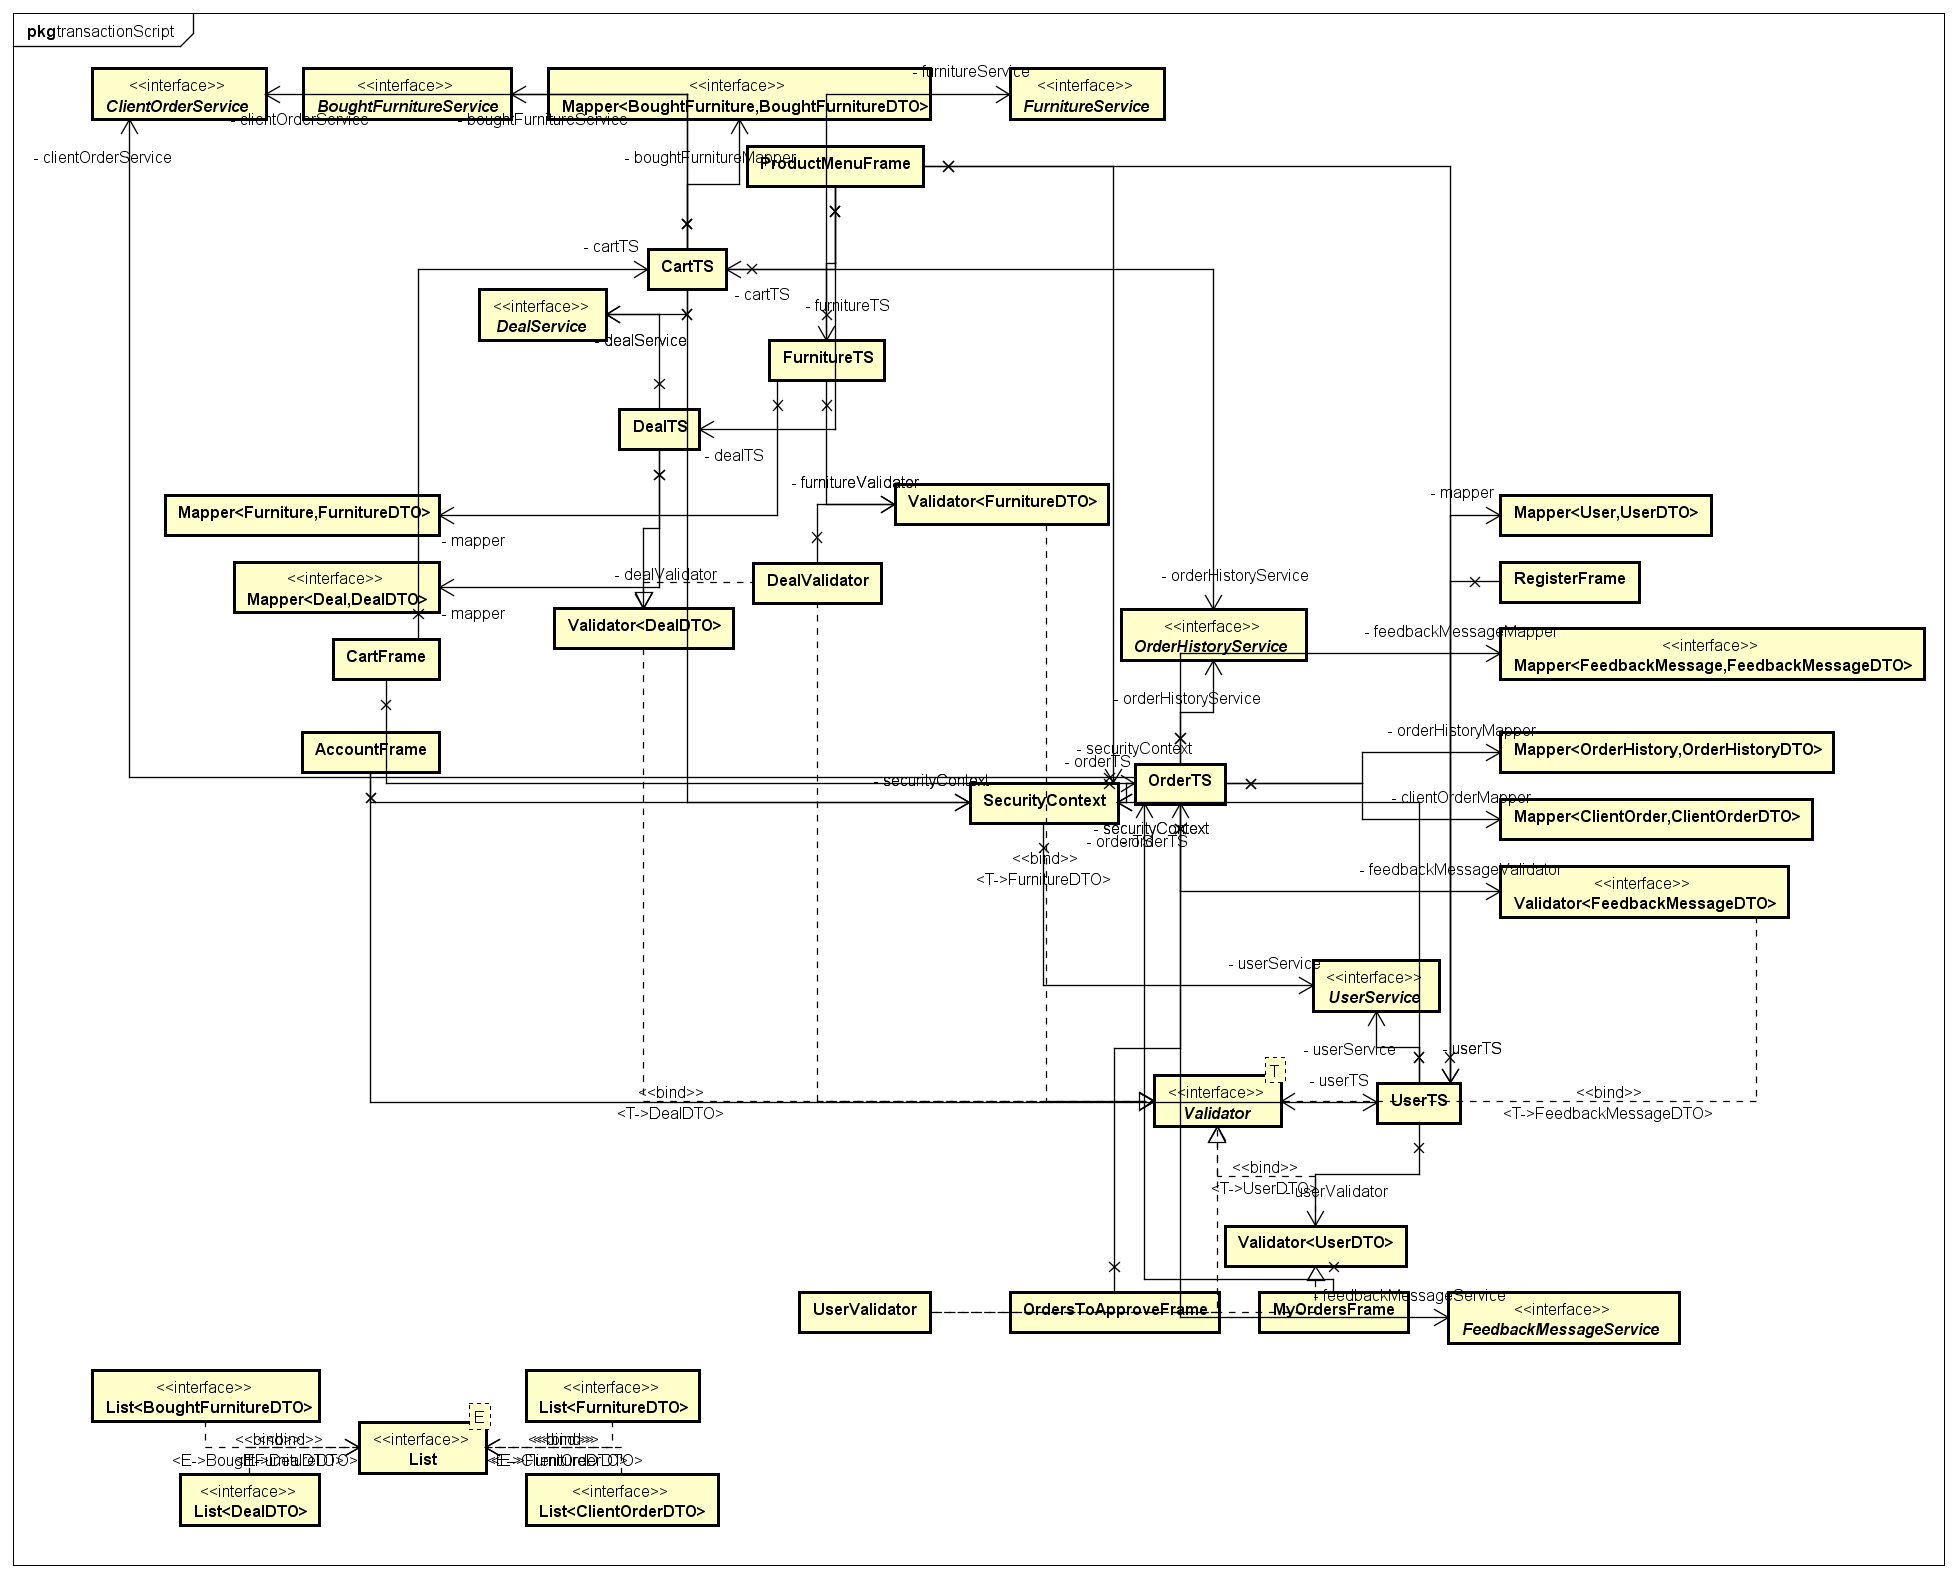 pkg transactionScript
<<interface>>
ClientOrderService
<<interface>>
BoughtFurnitureService
<<interface>>
Mapper<BoughtFurniture,BoughtFurnitureDTO>
- furnitureService
<<interface>>
FurnitureService
- clientOrderService
- boughtFurnitureService
- clientOrderService
- boughtFurnitureMapper
ProductMenuFrame
- cartTS
CartTS
- cartTS
<<interface>>
DealService
- furnitureTS
- dealService
FurnitureTS
DealTS
- dealTS
- furnitureValidator
Validator<FurnitureDTO>
- mapper
Mapper<User,UserDTO>
Mapper<Furniture,FurnitureDTO>
- mapper
<<interface>>
Mapper<Deal,DealDTO>
- mapper
- dealValidator
DealValidator
- orderHistoryService
RegisterFrame
Validator<DealDTO>
<<interface>>
OrderHistoryService
- feedbackMessageMapper
<<interface>>
Mapper<FeedbackMessage,FeedbackMessageDTO>
CartFrame
- orderHistoryService
AccountFrame
- orderHistoryMapper
Mapper<OrderHistory,OrderHistoryDTO>
- securityContext
- orderTS
- securityContext
SecurityContext
OrderTS
- clientOrderMapper
Mapper<ClientOrder,ClientOrderDTO>
- securityContext
- orderTS
- orderTS
<<bind>>
<T->FurnitureDTO>
- feedbackMessageValidator
<<interface>>
Validator<FeedbackMessageDTO>
- userService
<<interface>>
UserService
- userService
- userTS
T
- userTS
<<interface>>
Validator
UserTS
<<bind>>
<T->DealDTO>
<<bind>>
<T->FeedbackMessageDTO>
<<bind>>
<T->UserDTO>
- userValidator
Validator<UserDTO>
UserValidator
OrdersToApproveFrame
MyOrdersFrame
- feedbackMessageService
<<interface>>
FeedbackMessageService
<<interface>>
List<BoughtFurnitureDTO>
<<interface>>
List<FurnitureDTO>
E
<<interface>>
List
<<interface>>
List<DealDTO>
<<interface>>
List<ClientOrderDTO>